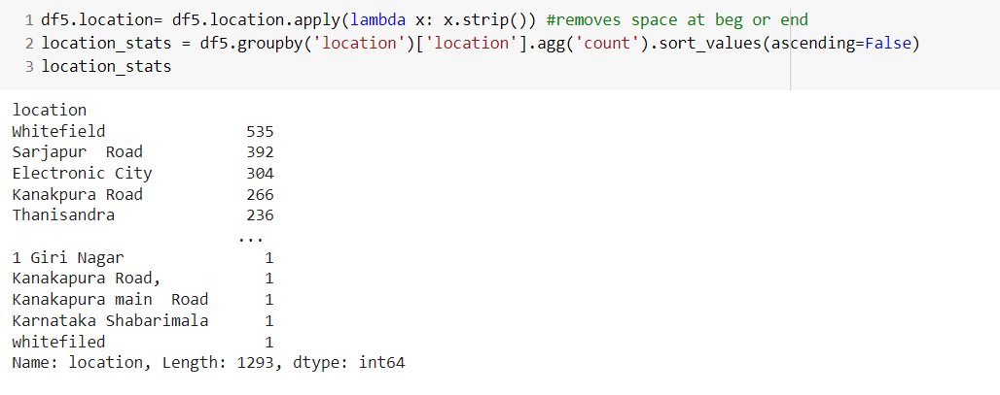 1 df5.location= df5.location.apply(lambda x: x.strip()) #removes space at beg or end
2 location_stats = df5.groupby('location')['location'].agg('count').sort_values(ascending=False)
3 location_stats
location
Whitefield 535
Sarjapur  Road 392
Electronic City 304
Kanakpura Road 266
Thanisandra 236
...
1 Giri Nagar 1
Kanakapura Road, 1
Kanakapura main  Road 1
Karnataka Shabarimala 1
whitefiled 1
Name: location, Length: 1293, dtype: int64